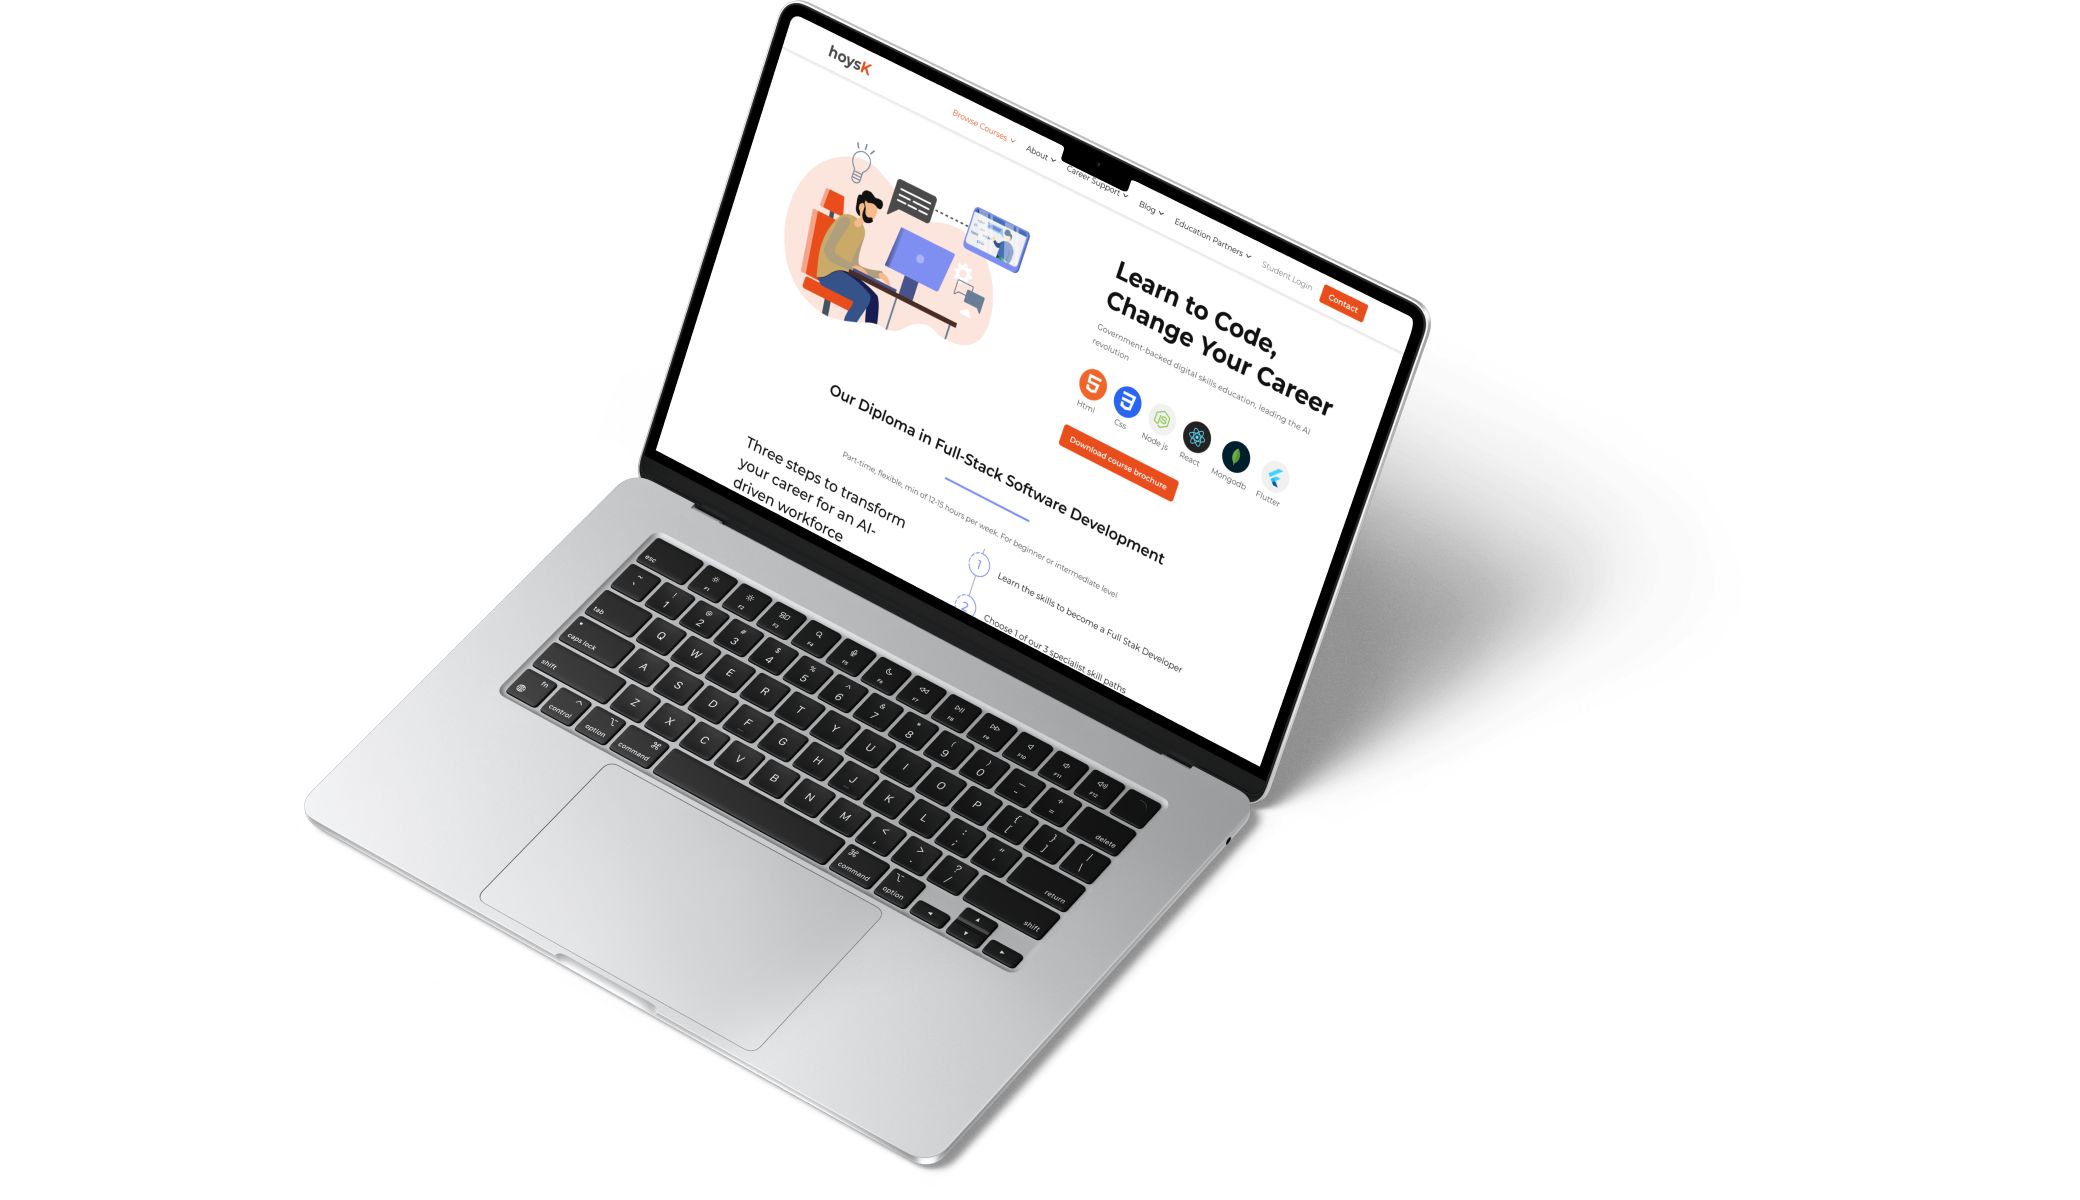 hoysK
Browse Courses
About
Career Support
Blog
Education Partners
Student Login
Contact
Learn to Code,
Change Your Career
Government-backed digital skills education, leading the AI
revolution
Html
Css
Node js
React
Mongodb
Flutter
Download course brochure
Our Diploma in Full-Stack Software Development
Part-time, flexible, min of 12-15 hours per week. For beginner or intermediate level
Three steps to transform
your career for an AI-
driven workforce
1
Learn the skills to become a Full Stak Developer
2
Choose 1 of our 3 specialist skill paths
esc F1 F2 F3 F4 F5 F6 F7 F8 F9 F10 F11 F12
~ ` ! 1 @ 2 # 3 $ 4 % 5 ^ 6 & 7 * 8 ( 9 ) 0 — - + = delete
tab Q W E R T Y U I O P { [ } ] | \
caps lock A S D F G H J K L : ; " ' return
shift Z X C V B N M < , > . ? / shift
fn control option command command option